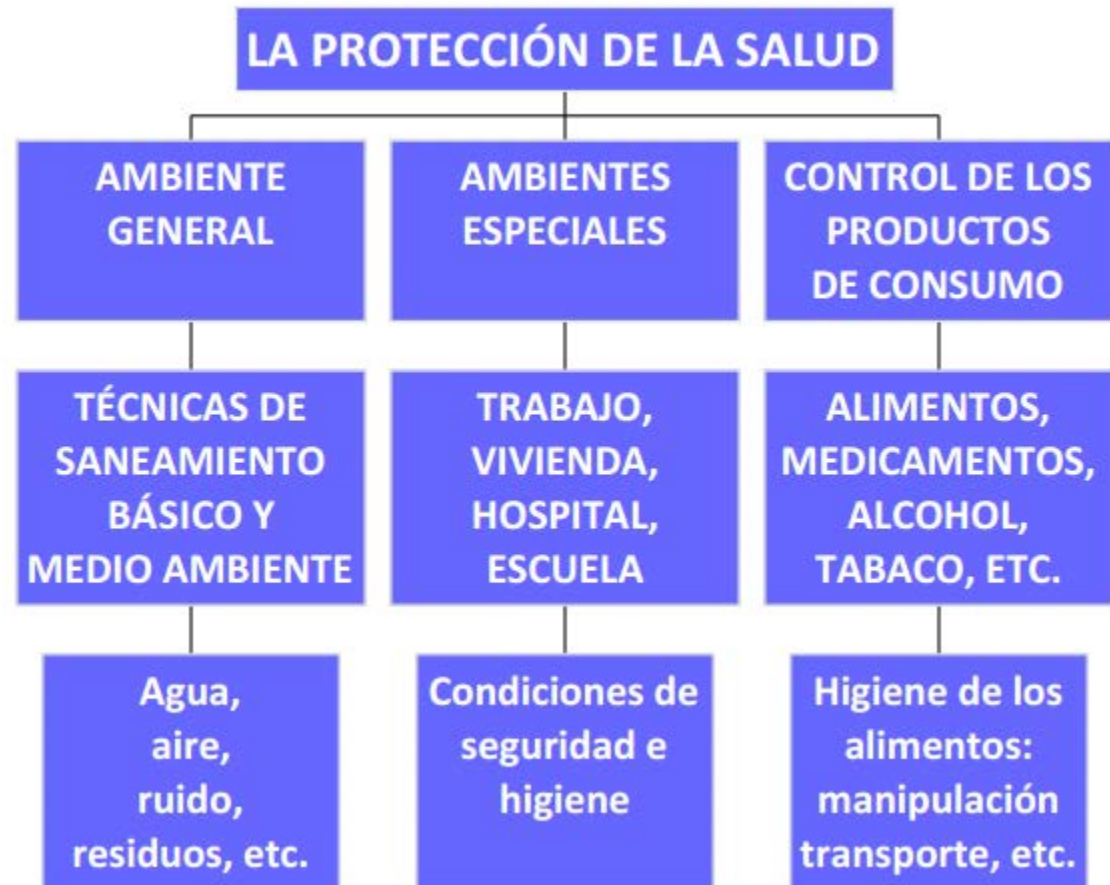 LA PROTECCIÓN DE LA SALUD
AMBIENTE
GENERAL
AMBIENTES
ESPECIALES
CONTROL DE LOS
PRODUCTOS
DE CONSUMO
TÉCNICAS DE
SANEAMIENTO
BÁSICO Y
MEDIO AMBIENTE
TRABAJO,
VIVIENDA,
HOSPITAL,
ESCUELA
ALIMENTOS,
MEDICAMENTOS,
ALCOHOL,
TABACO, ETC.
Agua,
aire,
ruido,
residuos, etc.
Condiciones de
seguridad e
higiene
Higiene de los
alimentos:
manipulación
transporte, etc.